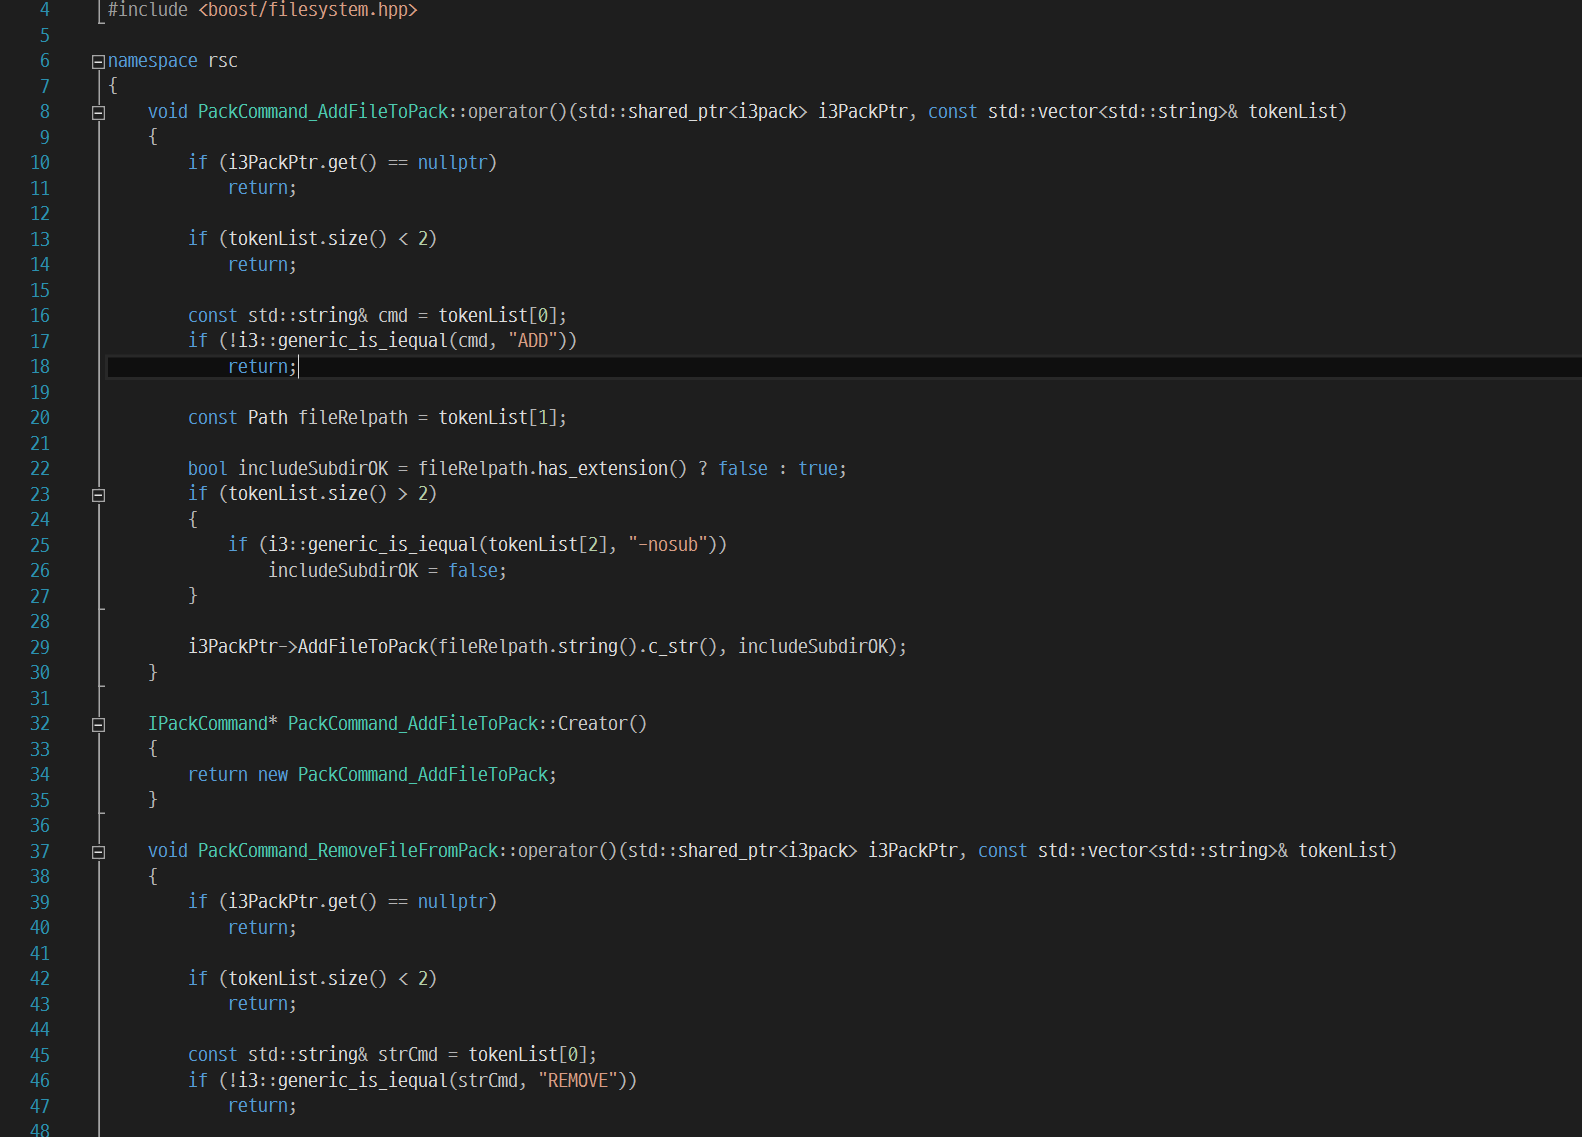 4 #include <boost/filesystem.hpp>
5
6 namespace rsc
7 {
8 void PackCommand_AddFileToPack::operator()(std::shared_ptr<i3pack> i3PackPtr, const std::vector<std::string>& tokenList)
9 {
10 if (i3PackPtr.get() == nullptr)
11 return;
12
13 if (tokenList.size() < 2)
14 return;
15
16 const std::string& cmd = tokenList[0];
17 if (!i3::generic_is_iequal(cmd, "ADD"))
18 return;
19
20 const Path fileRelpath = tokenList[1];
21
22 bool includeSubdirOK = fileRelpath.has_extension() ? false : true;
23 if (tokenList.size() > 2)
24 {
25 if (i3::generic_is_iequal(tokenList[2], "-nosub"))
26 includeSubdirOK = false;
27 }
28
29 i3PackPtr->AddFileToPack(fileRelpath.string().c_str(), includeSubdirOK);
30 }
31
32 IPackCommand* PackCommand_AddFileToPack::Creator()
33 {
34 return new PackCommand_AddFileToPack;
35 }
36
37 void PackCommand_RemoveFileFromPack::operator()(std::shared_ptr<i3pack> i3PackPtr, const std::vector<std::string>& tokenList)
38 {
39 if (i3PackPtr.get() == nullptr)
40 return;
41
42 if (tokenList.size() < 2)
43 return;
44
45 const std::string& strCmd = tokenList[0];
46 if (!i3::generic_is_iequal(strCmd, "REMOVE"))
47 return;
48